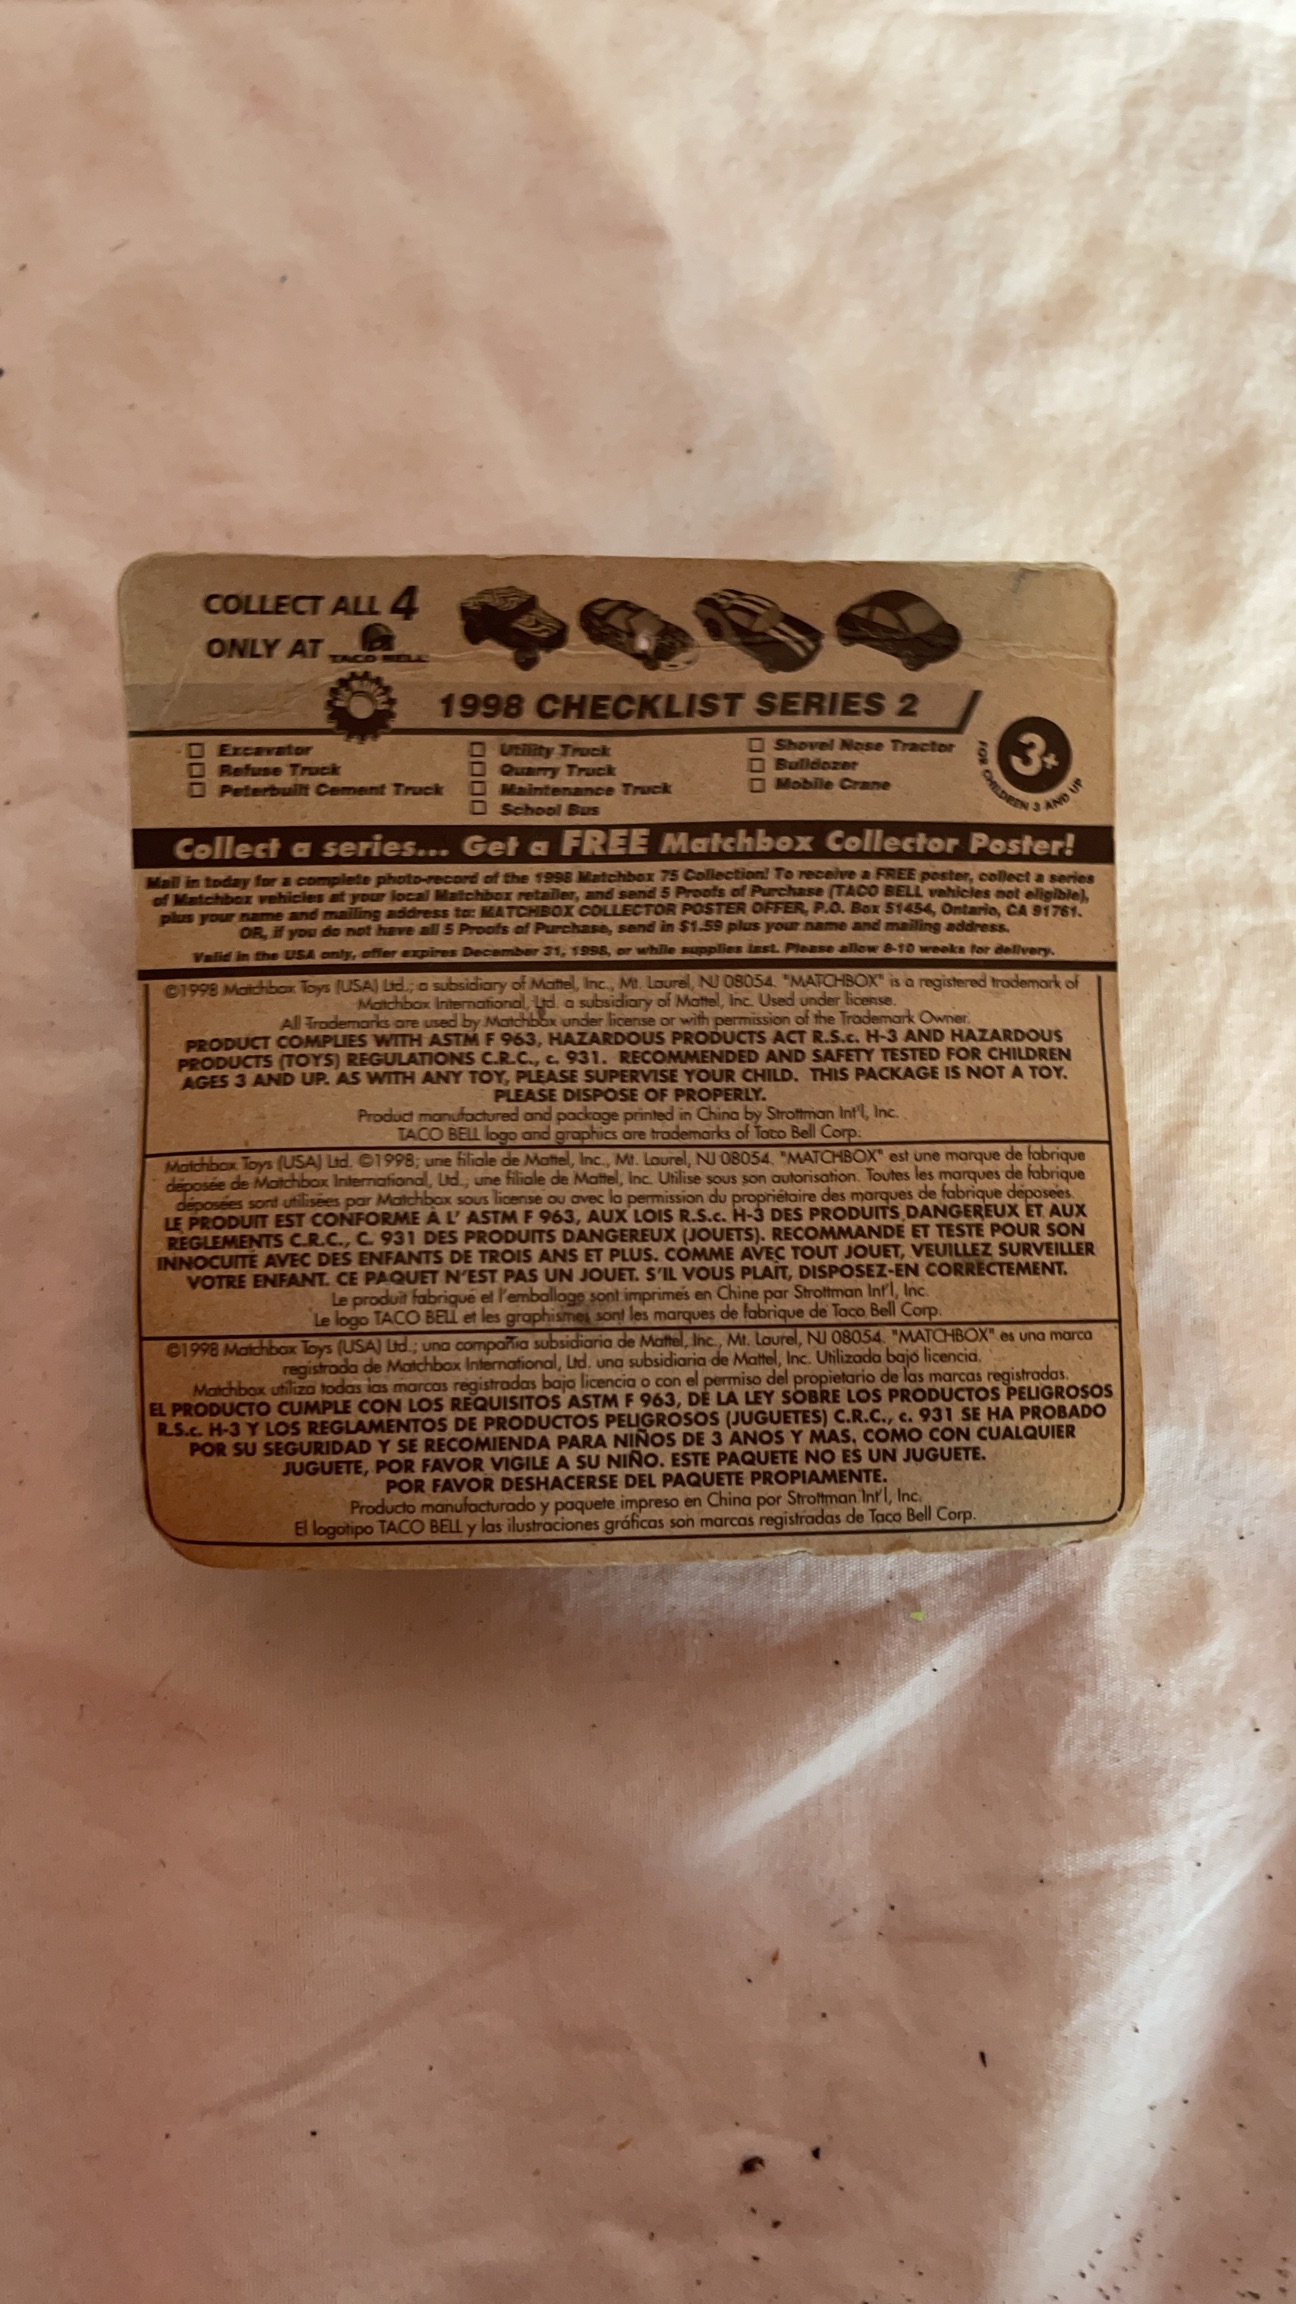 COLLECT ALL 4
ONLY AT TACO BELL
1998 CHECKLIST SERIES 2
Excavator
Refuse Truck
Peterbuilt Cement Truck
Utility Truck
Quarry Truck
Maintenance Truck
School Bus
Shovel Nose Tractor
Bulldozer
Mobile Crane
3+
FOR CHILDREN 3 AND UP
Collect a series... Get a FREE Matchbox Collector Poster!
Mail in today for a complete photo-record of the 1998 Matchbox 75 Collection! To receive a FREE poster, collect a series
of Matchbox vehicles at your local Matchbox retailer, and send 5 Proofs of Purchase (TACO BELL vehicles not eligible),
plus your name and mailing address to: MATCHBOX COLLECTOR POSTER OFFER, P.O. Box 51454, Ontario, CA 91761.
OR, if you do not have all 5 Proofs of Purchase, send in $1.59 plus your name and mailing address.
Valid in the USA only, offer expires December 31, 1998, or while supplies last. Please allow 8-10 weeks for delivery.
©1998 Matchbox Toys (USA) Ltd.; a subsidiary of Mattel, Inc., Mt. Laurel, NJ 08054. "MATCHBOX" is a registered trademark of
Matchbox International, Ltd. a subsidiary of Mattel, Inc. Used under license.
All Trademarks are used by Matchbox under license or with permission of the Trademark Owner.
PRODUCT COMPLIES WITH ASTM F 963, HAZARDOUS PRODUCTS ACT R.S.c. H-3 AND HAZARDOUS
PRODUCTS (TOYS) REGULATIONS C.R.C., c. 931. RECOMMENDED AND SAFETY TESTED FOR CHILDREN
AGES 3 AND UP. AS WITH ANY TOY, PLEASE SUPERVISE YOUR CHILD. THIS PACKAGE IS NOT A TOY.
PLEASE DISPOSE OF PROPERLY.
Product manufactured and package printed in China by Strottman Int'l, Inc.
TACO BELL logo and graphics are trademarks of Taco Bell Corp.
Matchbox Toys (USA) Ltd. ©1998; une filiale de Mattel, Inc., Mt. Laurel, NJ 08054. "MATCHBOX" est une marque de fabrique
déposée de Matchbox International, Ltd., une filiale de Mattel, Inc. Utilise sous son autorisation. Toutes les marques de fabrique
déposées sont utilisées par Matchbox sous license ou avec la permission du propriétaire des marques de fabrique déposées.
LE PRODUIT EST CONFORME À L' ASTM F 963, AUX LOIS R.S.c. H-3 DES PRODUITS DANGEREUX ET AUX
REGLEMENTS C.R.C., C. 931 DES PRODUITS DANGEREUX (JOUETS). RECOMMANDÉ ET TESTÉ POUR SON
INNOCUITÉ AVEC DES ENFANTS DE TROIS ANS ET PLUS. COMME AVEC TOUT JOUET, VEUILLEZ SURVEILLER
VOTRE ENFANT. CE PAQUET N'EST PAS UN JOUET. S'IL VOUS PLAÎT, DISPOSEZ-EN CORRECTEMENT.
Le produit fabriqué et l'emballage sont imprimés en Chine par Strottman Int'l, Inc.
Le logo TACO BELL et les graphismes sont les marques de fabrique de Taco Bell Corp.
©1998 Matchbox Toys (USA) Ltd.; una compañía subsidiaria de Mattel, Inc., Mt. Laurel, NJ 08054. "MATCHBOX" es una marca
registrada de Matchbox International, Ltd. una subsidiaria de Mattel, Inc. Utilizada bajo licencia.
Matchbox utiliza todas las marcas registradas bajo licencia o con el permiso del propietario de las marcas registradas.
EL PRODUCTO CUMPLE CON LOS REQUISITOS ASTM F 963, DE LA LEY SOBRE LOS PRODUCTOS PELIGROSOS
R.S.c. H-3 Y LOS REGLAMENTOS DE PRODUCTOS PELIGROSOS (JUGUETES) C.R.C., c. 931 SE HA PROBADO
POR SU SEGURIDAD Y SE RECOMIENDA PARA NIÑOS DE 3 ANOS Y MAS. COMO CON CUALQUIER
JUGUETE, POR FAVOR VIGILE A SU NIÑO. ESTE PAQUETE NO ES UN JUGUETE.
POR FAVOR DESHACERSE DEL PAQUETE PROPIAMENTE.
Producto manufacturado y paquete impreso en China por Strottman Int'l, Inc.
El logotipo TACO BELL y las ilustraciones gráficas son marcas registradas de Taco Bell Corp.